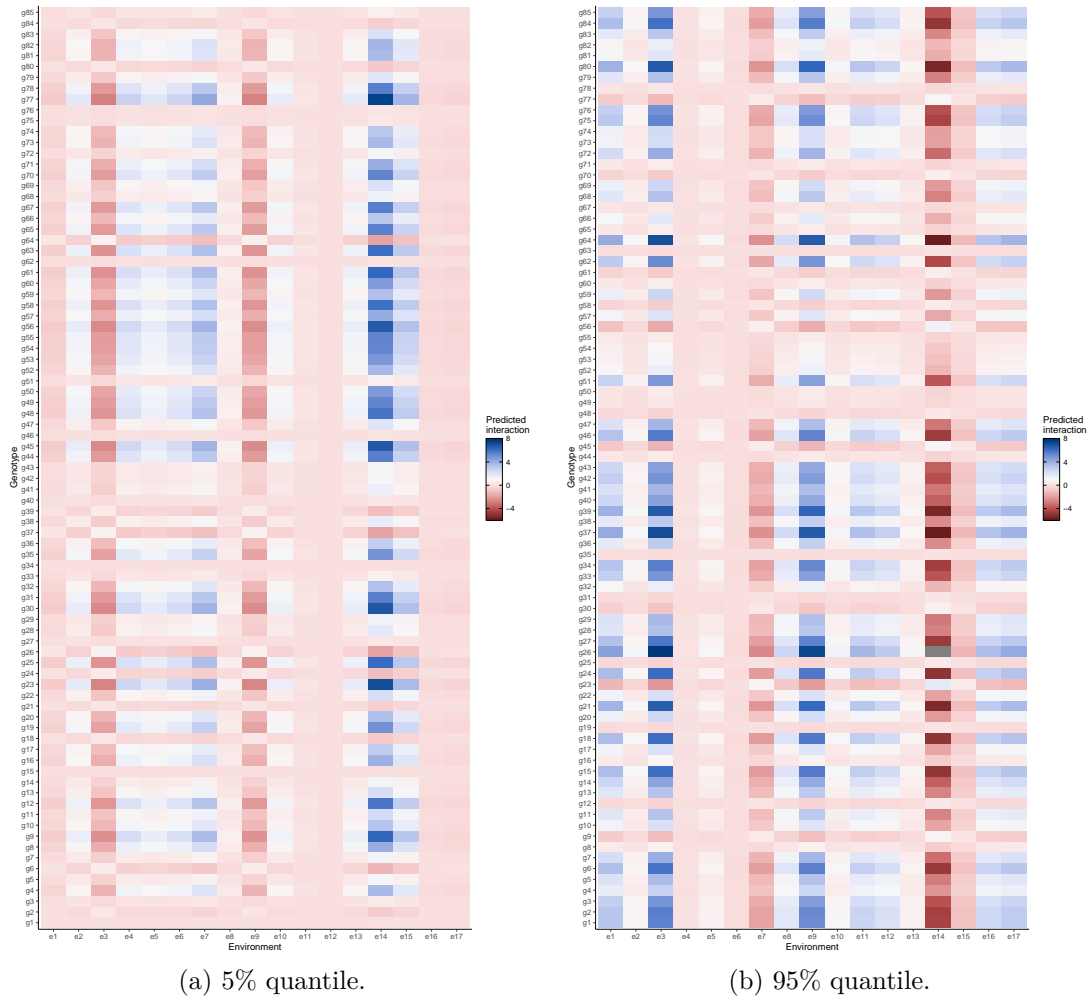 g85
g84
g83
g82
g81
g80
g79
g78
g77
g76
g75
g74
g73
g72
g71
g70
g69
g68
g67
g66
g65
g64
g63
g62
g61
g60
g59
g58
g57
g56
g55
g54
g53
g52
g51
g50
g49
g48
g47
g46
g45
g44
g43
g42
g41
g40
g39
g38
g37
g36
g35
g34
g33
g32
g31
g30
g29
g28
g27
g26
g25
g24
g23
g22
g21
g20
g19
g18
g17
g16
g15
g14
g13
g12
g11
g10
g9
g8
g7
g6
g5
g4
g3
g2
g1
Genotype
e1 e2 e3 e4 e5 e6 e7 e8 e9 e10 e11 e12 e13 e14 e15 e16 e17
Environment
Predicted
interaction
8
4
0
−4
(a) 5% quantile.
g85
g84
g83
g82
g81
g80
g79
g78
g77
g76
g75
g74
g73
g72
g71
g70
g69
g68
g67
g66
g65
g64
g63
g62
g61
g60
g59
g58
g57
g56
g55
g54
g53
g52
g51
g50
g49
g48
g47
g46
g45
g44
g43
g42
g41
g40
g39
g38
g37
g36
g35
g34
g33
g32
g31
g30
g29
g28
g27
g26
g25
g24
g23
g22
g21
g20
g19
g18
g17
g16
g15
g14
g13
g12
g11
g10
g9
g8
g7
g6
g5
g4
g3
g2
g1
Genotype
e1 e2 e3 e4 e5 e6 e7 e8 e9 e10 e11 e12 e13 e14 e15 e16 e17
Environment
Predicted
interaction
8
4
0
−4
(b) 95% quantile.